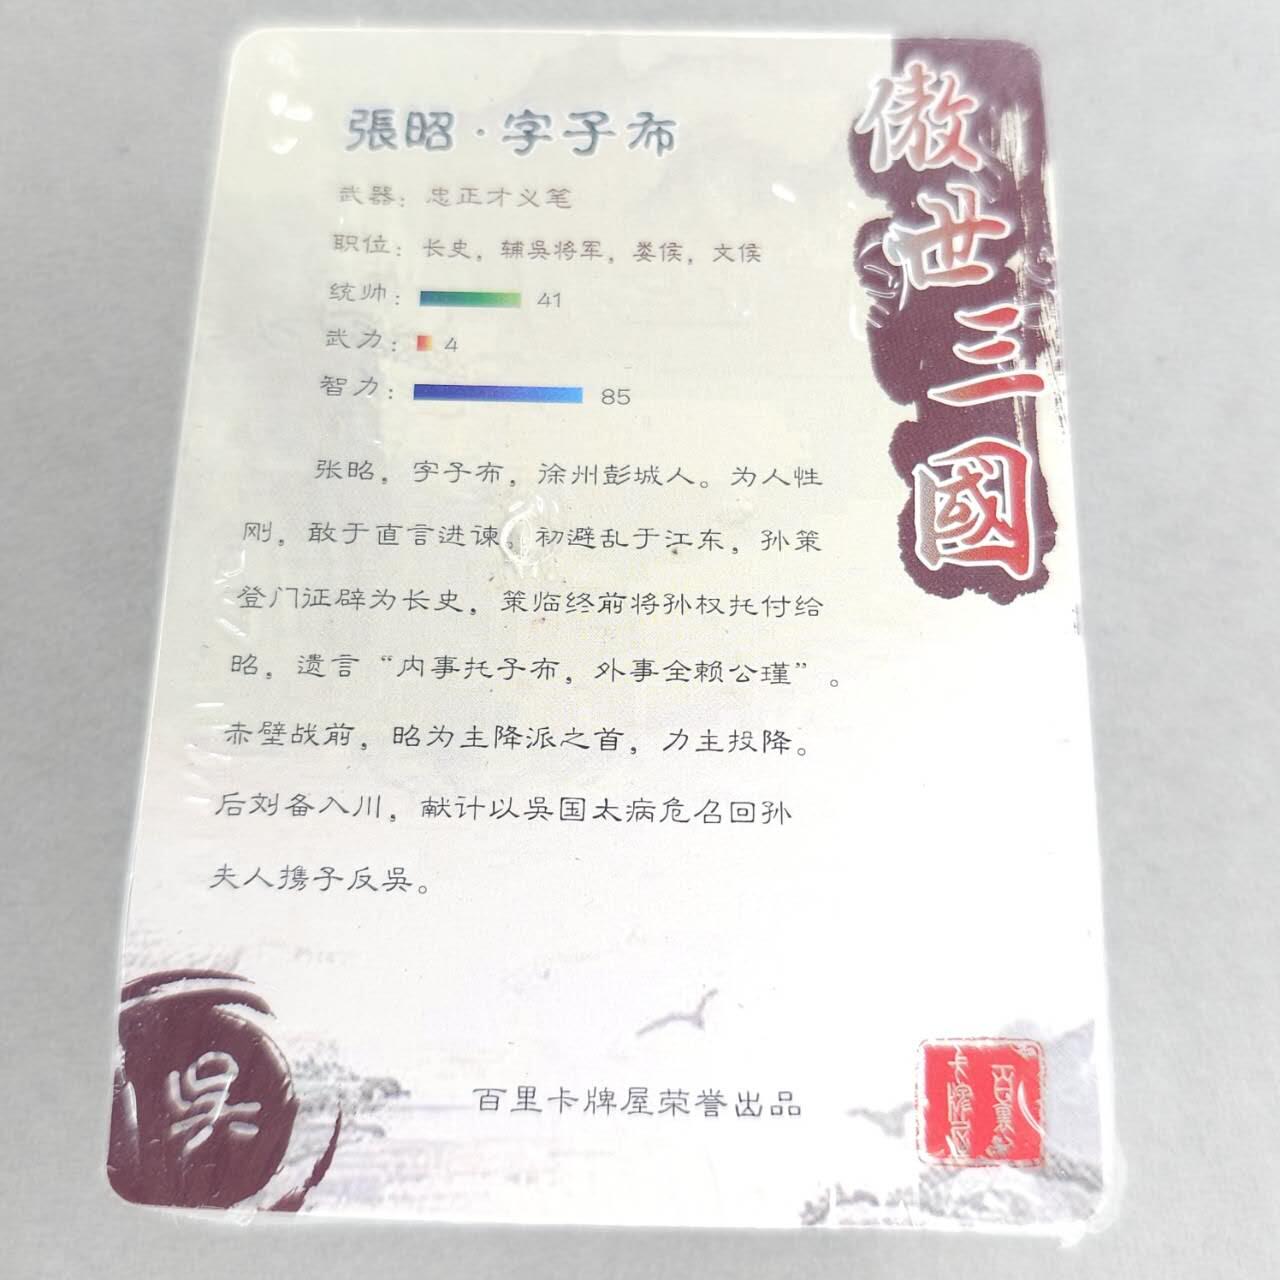 張昭·字子布
武器：忠正才义笔
职位：长史，辅吳将军，娄侯，文侯
统帅：41
武力：4
智力：85
张昭，字子布，徐州彭城人。为人性
刚，敢于直言进谏。初避乱于江东，孙策
登门征辟为长史，策临终前将孙权托付给
昭，遗言“内事托子布，外事全赖公瑾”。
赤壁战前，昭为主降派之首，力主投降。
后刘备入川，献计以吳国太病危召回孙
夫人携子反吳。
傲世三國
吳
百里卡牌屋荣誉出品